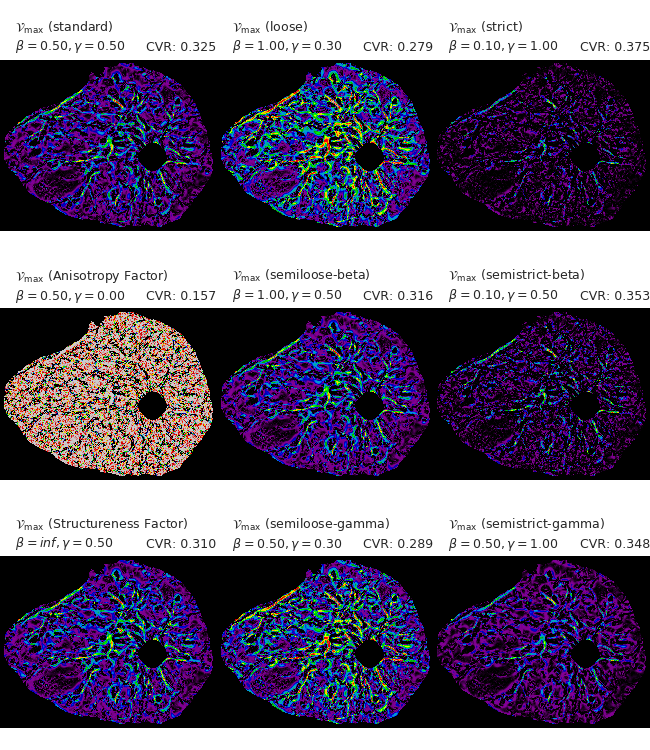 𝒱max (standard)
β = 0.50, γ = 0.50 CVR: 0.325
𝒱max (loose)
β = 1.00, γ = 0.30 CVR: 0.279
𝒱max (strict)
β = 0.10, γ = 1.00 CVR: 0.375
𝒱max (Anisotropy Factor)
β = 0.50, γ = 0.00 CVR: 0.157
𝒱max (semiloose-beta)
β = 1.00, γ = 0.50 CVR: 0.316
𝒱max (semistrict-beta)
β = 0.10, γ = 0.50 CVR: 0.353
𝒱max (Structureness Factor)
β = inf, γ = 0.50 CVR: 0.310
𝒱max (semiloose-gamma)
β = 0.50, γ = 0.30 CVR: 0.289
𝒱max (semistrict-gamma)
β = 0.50, γ = 1.00 CVR: 0.348